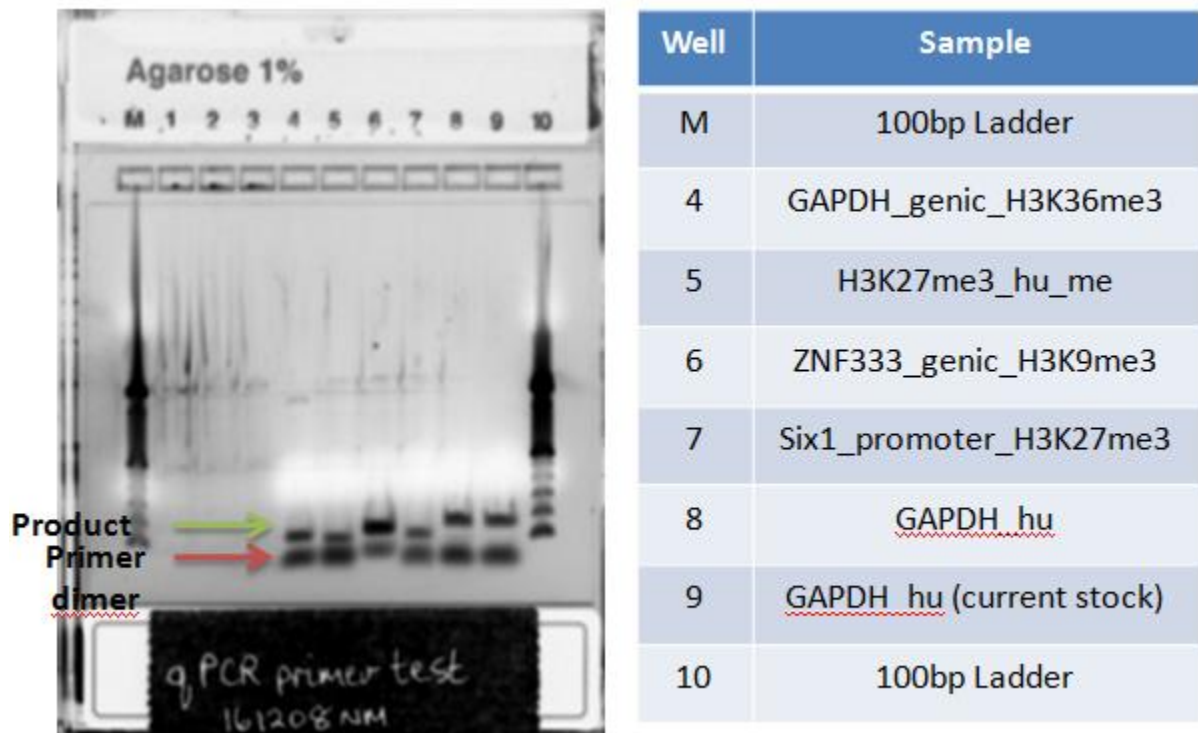 Agarose 1%
M 1 2 3 4 5 6 7 8 9 10
Product
Primer
dimer
q PCR primer test
161208 NM
Well Sample
M 100bp Ladder
4 GAPDH_genic_H3K36me3
5 H3K27me3_hu_me
6 ZNF333_genic_H3K9me3
7 Six1_promoter_H3K27me3
8 GAPDH_hu
9 GAPDH_hu (current stock)
10 100bp Ladder